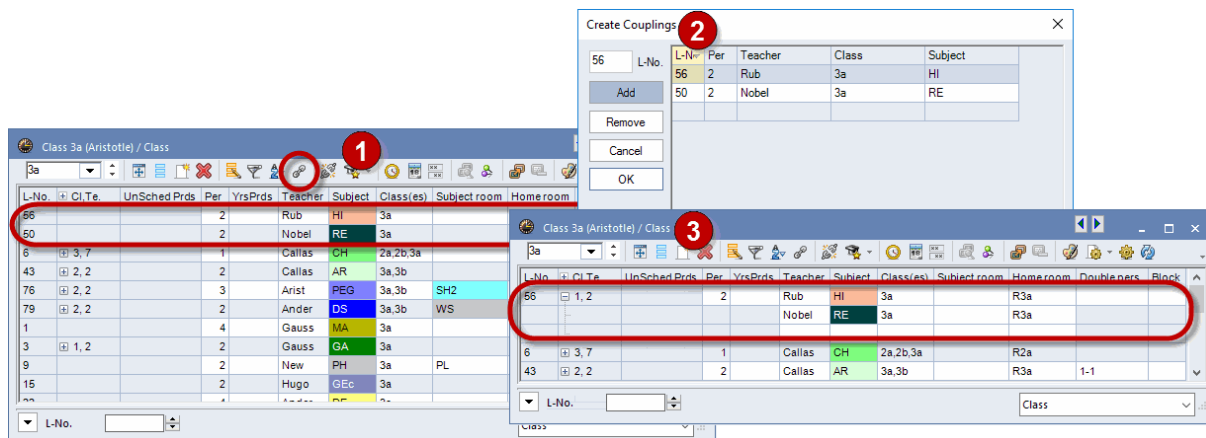 Create Couplings
2
56 L-No.
Add
Remove
Cancel
OK
L-N Per Teacher Class Subject
56 2 Rub 3a HI
50 2 Nobel 3a RE
Class 3a (Aristotle) / Class
1
3a
L-No. Cl,Te. UnSched Prds Per YrsPrds Teacher Subject Class(es) Subject room Home room
56 2 Rub HI 3a
50 2 Nobel RE 3a
6 3, 7 1 Callas CH 2a,2b,3a
43 2, 2 2 Callas AR 3a,3b
76 2, 2 3 Arist PEG 3a,3b SH2
79 2, 2 2 Ander DS 3a,3b WS
1 4 Gauss MA 3a
3 1, 2 2 Gauss GA 3a
9 2 New PH 3a PL
15 2 Hugo GEc 3a
L-No.
Class
Class 3a (Aristotle) / Class
3
3a
L-No. Cl,Te. UnSched Prds Per YrsPrds Teacher Subject Class(es) Subject room Home room Double pers Block
56 1, 2 2 Rub HI 3a R3a
Nobel RE 3a R3a
6 3, 7 1 Callas CH 2a,2b,3a R2a
43 2, 2 2 Callas AR 3a,3b R3a 1-1
L-No.
Class